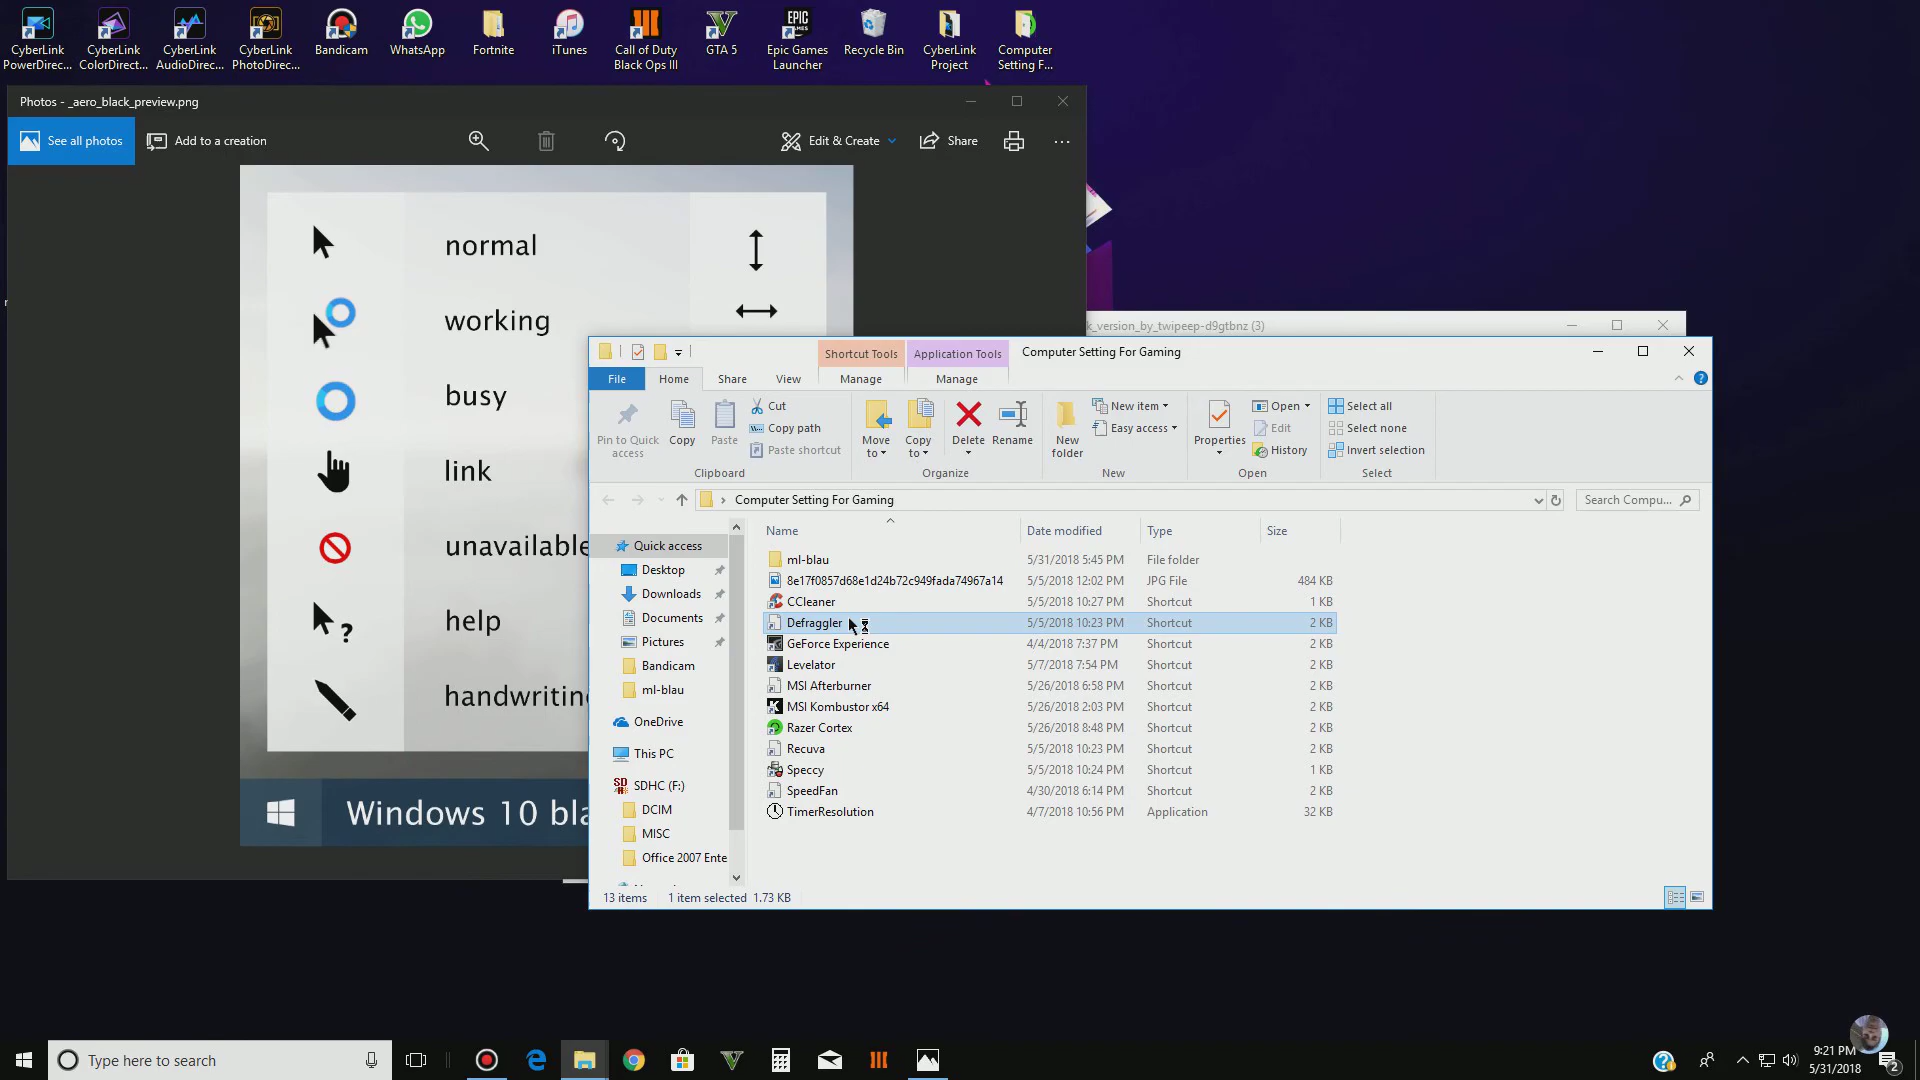 CyberLink PowerDirec...
CyberLink ColorDirect...
CyberLink AudioDirec...
CyberLink PhotoDirec...
Bandicam
WhatsApp
Fortnite
iTunes
Call of Duty Black Ops III
GTA 5
Epic Games Launcher
Recycle Bin
CyberLink Project
Computer Setting F...
EPIC GAMES
Photos - _aero_black_preview.png
See all photos
Add to a creation
Edit & Create
Share
normal
working
busy
link
unavailable
help
handwritin
Windows 10 bla
k_version_by_twipeep-d9gtbnz (3)
Shortcut Tools
Application Tools
Computer Setting For Gaming
File
Home
Share
View
Manage
Manage
Pin to Quick access
Copy
Paste
Cut
Copy path
Paste shortcut
Clipboard
Move to
Copy to
Delete
Rename
Organize
New folder
New item
Easy access
New
Properties
Open
Edit
History
Open
Select all
Select none
Invert selection
Select
Computer Setting For Gaming
Search Compu...
Name Date modified Type Size
ml-blau 5/31/2018 5:45 PM File folder
8e17f0857d68e1d24b72c949fada74967a14 5/5/2018 12:02 PM JPG File 484 KB
CCleaner 5/5/2018 10:27 PM Shortcut 1 KB
Defraggler 5/5/2018 10:23 PM Shortcut 2 KB
GeForce Experience 4/4/2018 7:37 PM Shortcut 2 KB
Levelator 5/7/2018 7:54 PM Shortcut 2 KB
MSI Afterburner 5/26/2018 6:58 PM Shortcut 2 KB
MSI Kombustor x64 5/26/2018 2:03 PM Shortcut 2 KB
Razer Cortex 5/26/2018 8:48 PM Shortcut 2 KB
Recuva 5/5/2018 10:23 PM Shortcut 2 KB
Speccy 5/5/2018 10:24 PM Shortcut 1 KB
SpeedFan 4/30/2018 6:14 PM Shortcut 2 KB
TimerResolution 4/7/2018 10:56 PM Application 32 KB
Quick access
Desktop
Downloads
Documents
Pictures
Bandicam
ml-blau
OneDrive
This PC
SDHC (F:)
DCIM
MISC
Office 2007 Ente
13 items 1 item selected 1.73 KB
Type here to search
9:21 PM
5/31/2018
2